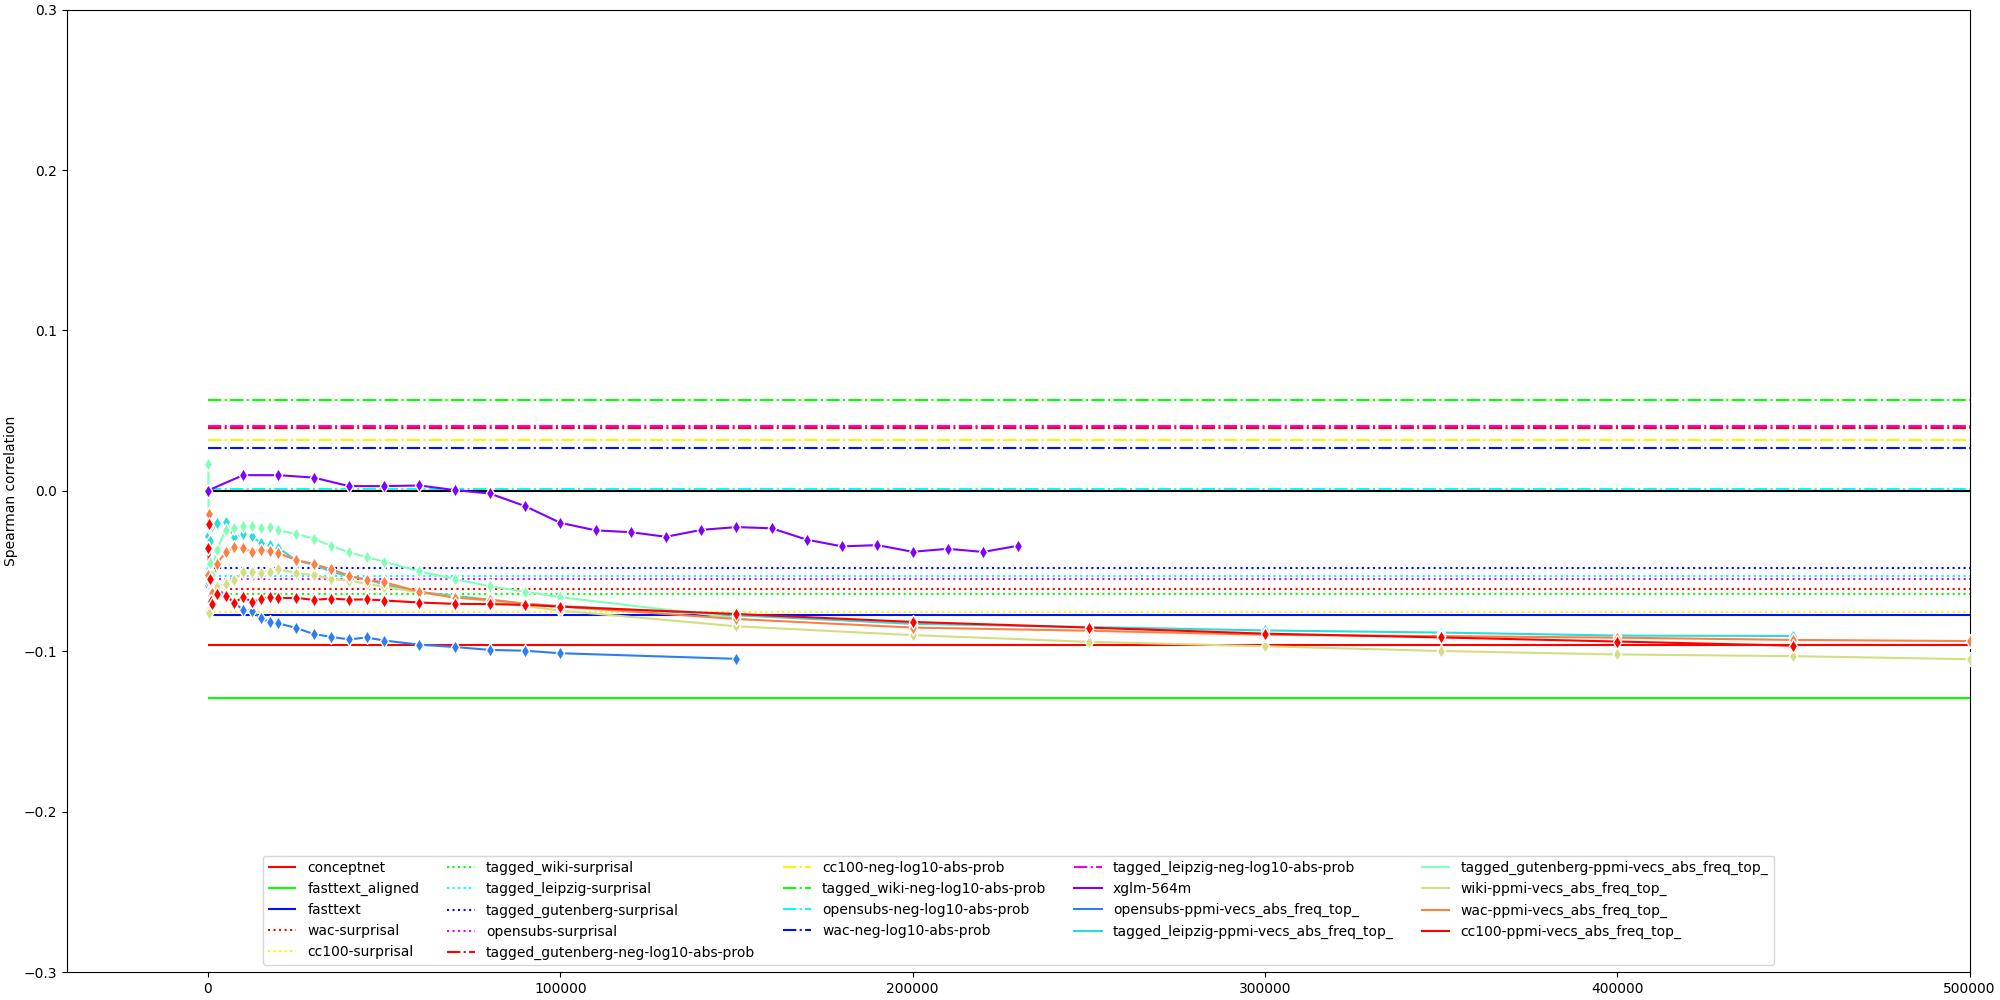 0.3
0.2
0.1
0.0
−0.1
−0.2
−0.3
Spearman correlation
conceptnet
fasttext_aligned
fasttext
wac-surprisal
cc100-surprisal
tagged_wiki-surprisal
tagged_leipzig-surprisal
tagged_gutenberg-surprisal
opensubs-surprisal
tagged_gutenberg-neg-log10-abs-prob
cc100-neg-log10-abs-prob
tagged_wiki-neg-log10-abs-prob
opensubs-neg-log10-abs-prob
wac-neg-log10-abs-prob
tagged_leipzig-neg-log10-abs-prob
xglm-564m
opensubs-ppmi-vecs_abs_freq_top_
tagged_leipzig-ppmi-vecs_abs_freq_top_
tagged_gutenberg-ppmi-vecs_abs_freq_top_
wiki-ppmi-vecs_abs_freq_top_
wac-ppmi-vecs_abs_freq_top_
cc100-ppmi-vecs_abs_freq_top_
0 100000 200000 300000 400000 500000